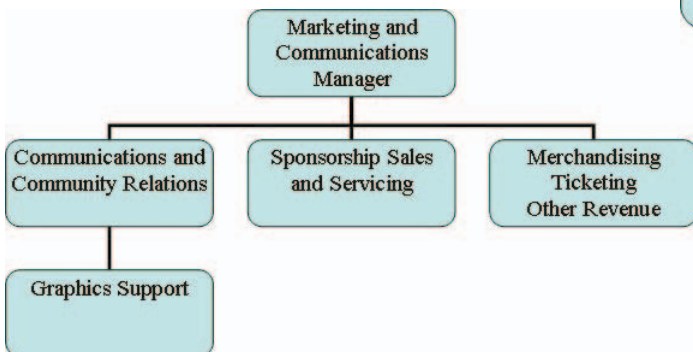 Marketing and
Communications
Manager
Communications and
Community Relations
Sponsorship Sales
and Servicing
Merchandising
Ticketing
Other Revenue
Graphics Support